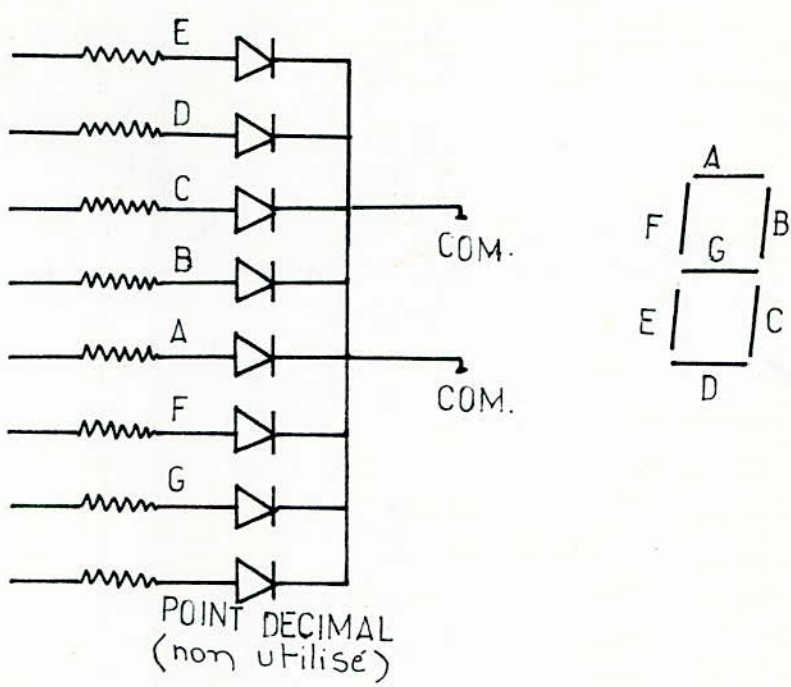 E
D
C
COM.
B
A
COM.
F
G
POINT DECIMAL
(non utilisé)
A
F
B
G
E
C
D